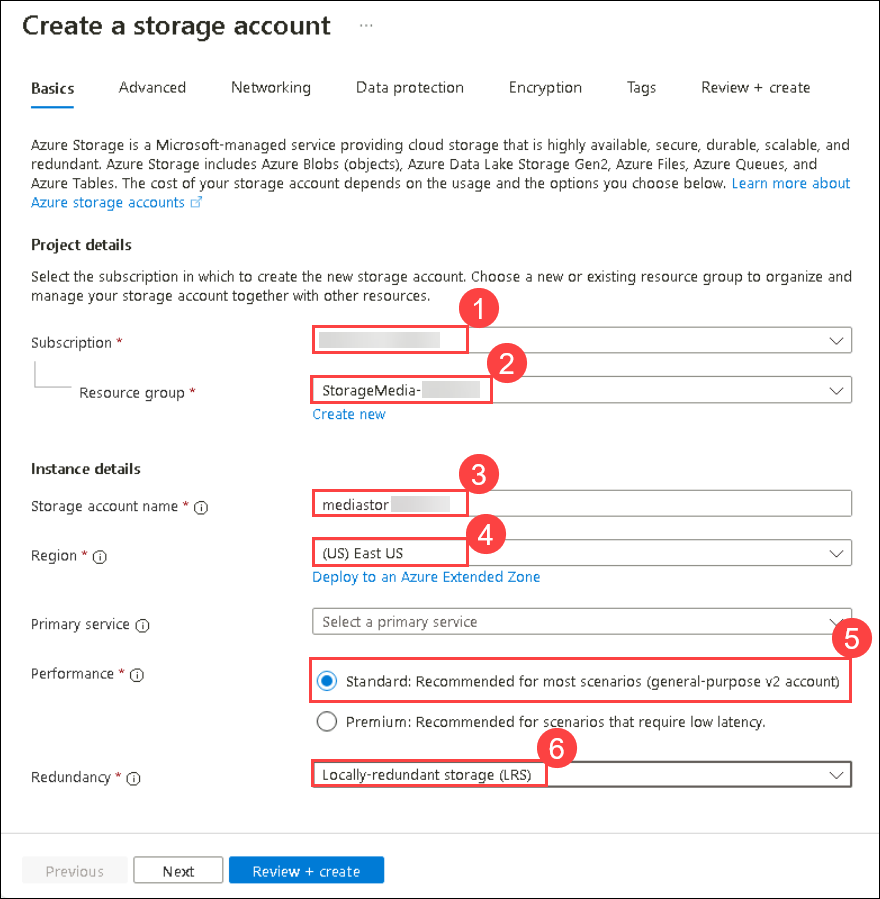 Create a storage account ...
Basics Advanced Networking Data protection Encryption Tags Review + create
Azure Storage is a Microsoft-managed service providing cloud storage that is highly available, secure, durable, scalable, and
redundant. Azure Storage includes Azure Blobs (objects), Azure Data Lake Storage Gen2, Azure Files, Azure Queues, and
Azure Tables. The cost of your storage account depends on the usage and the options you choose below. Learn more about
Azure storage accounts
Project details
Select the subscription in which to create the new storage account. Choose a new or existing resource group to organize and
manage your storage account together with other resources.
1
Subscription *
2
Resource group * StorageMedia-
Create new
Instance details
3
Storage account name * mediastor
4
Region * (US) East US
Deploy to an Azure Extended Zone
Primary service Select a primary service
5
Performance * Standard: Recommended for most scenarios (general-purpose v2 account)
Premium: Recommended for scenarios that require low latency.
6
Redundancy * Locally-redundant storage (LRS)
Previous Next Review + create